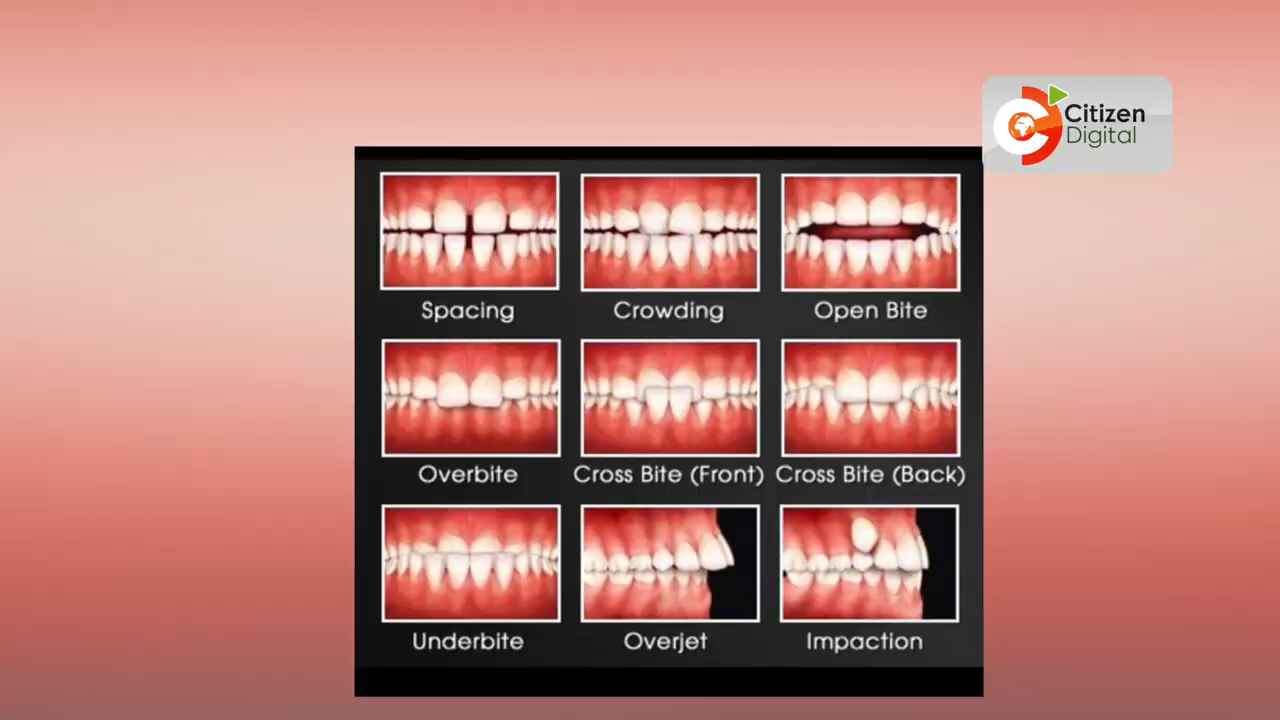 Citizen
Digital
Spacing
Crowding
Open Bite
Overbite
Cross Bite (Front)
Cross Bite (Back)
Underbite
Overjet
Impaction